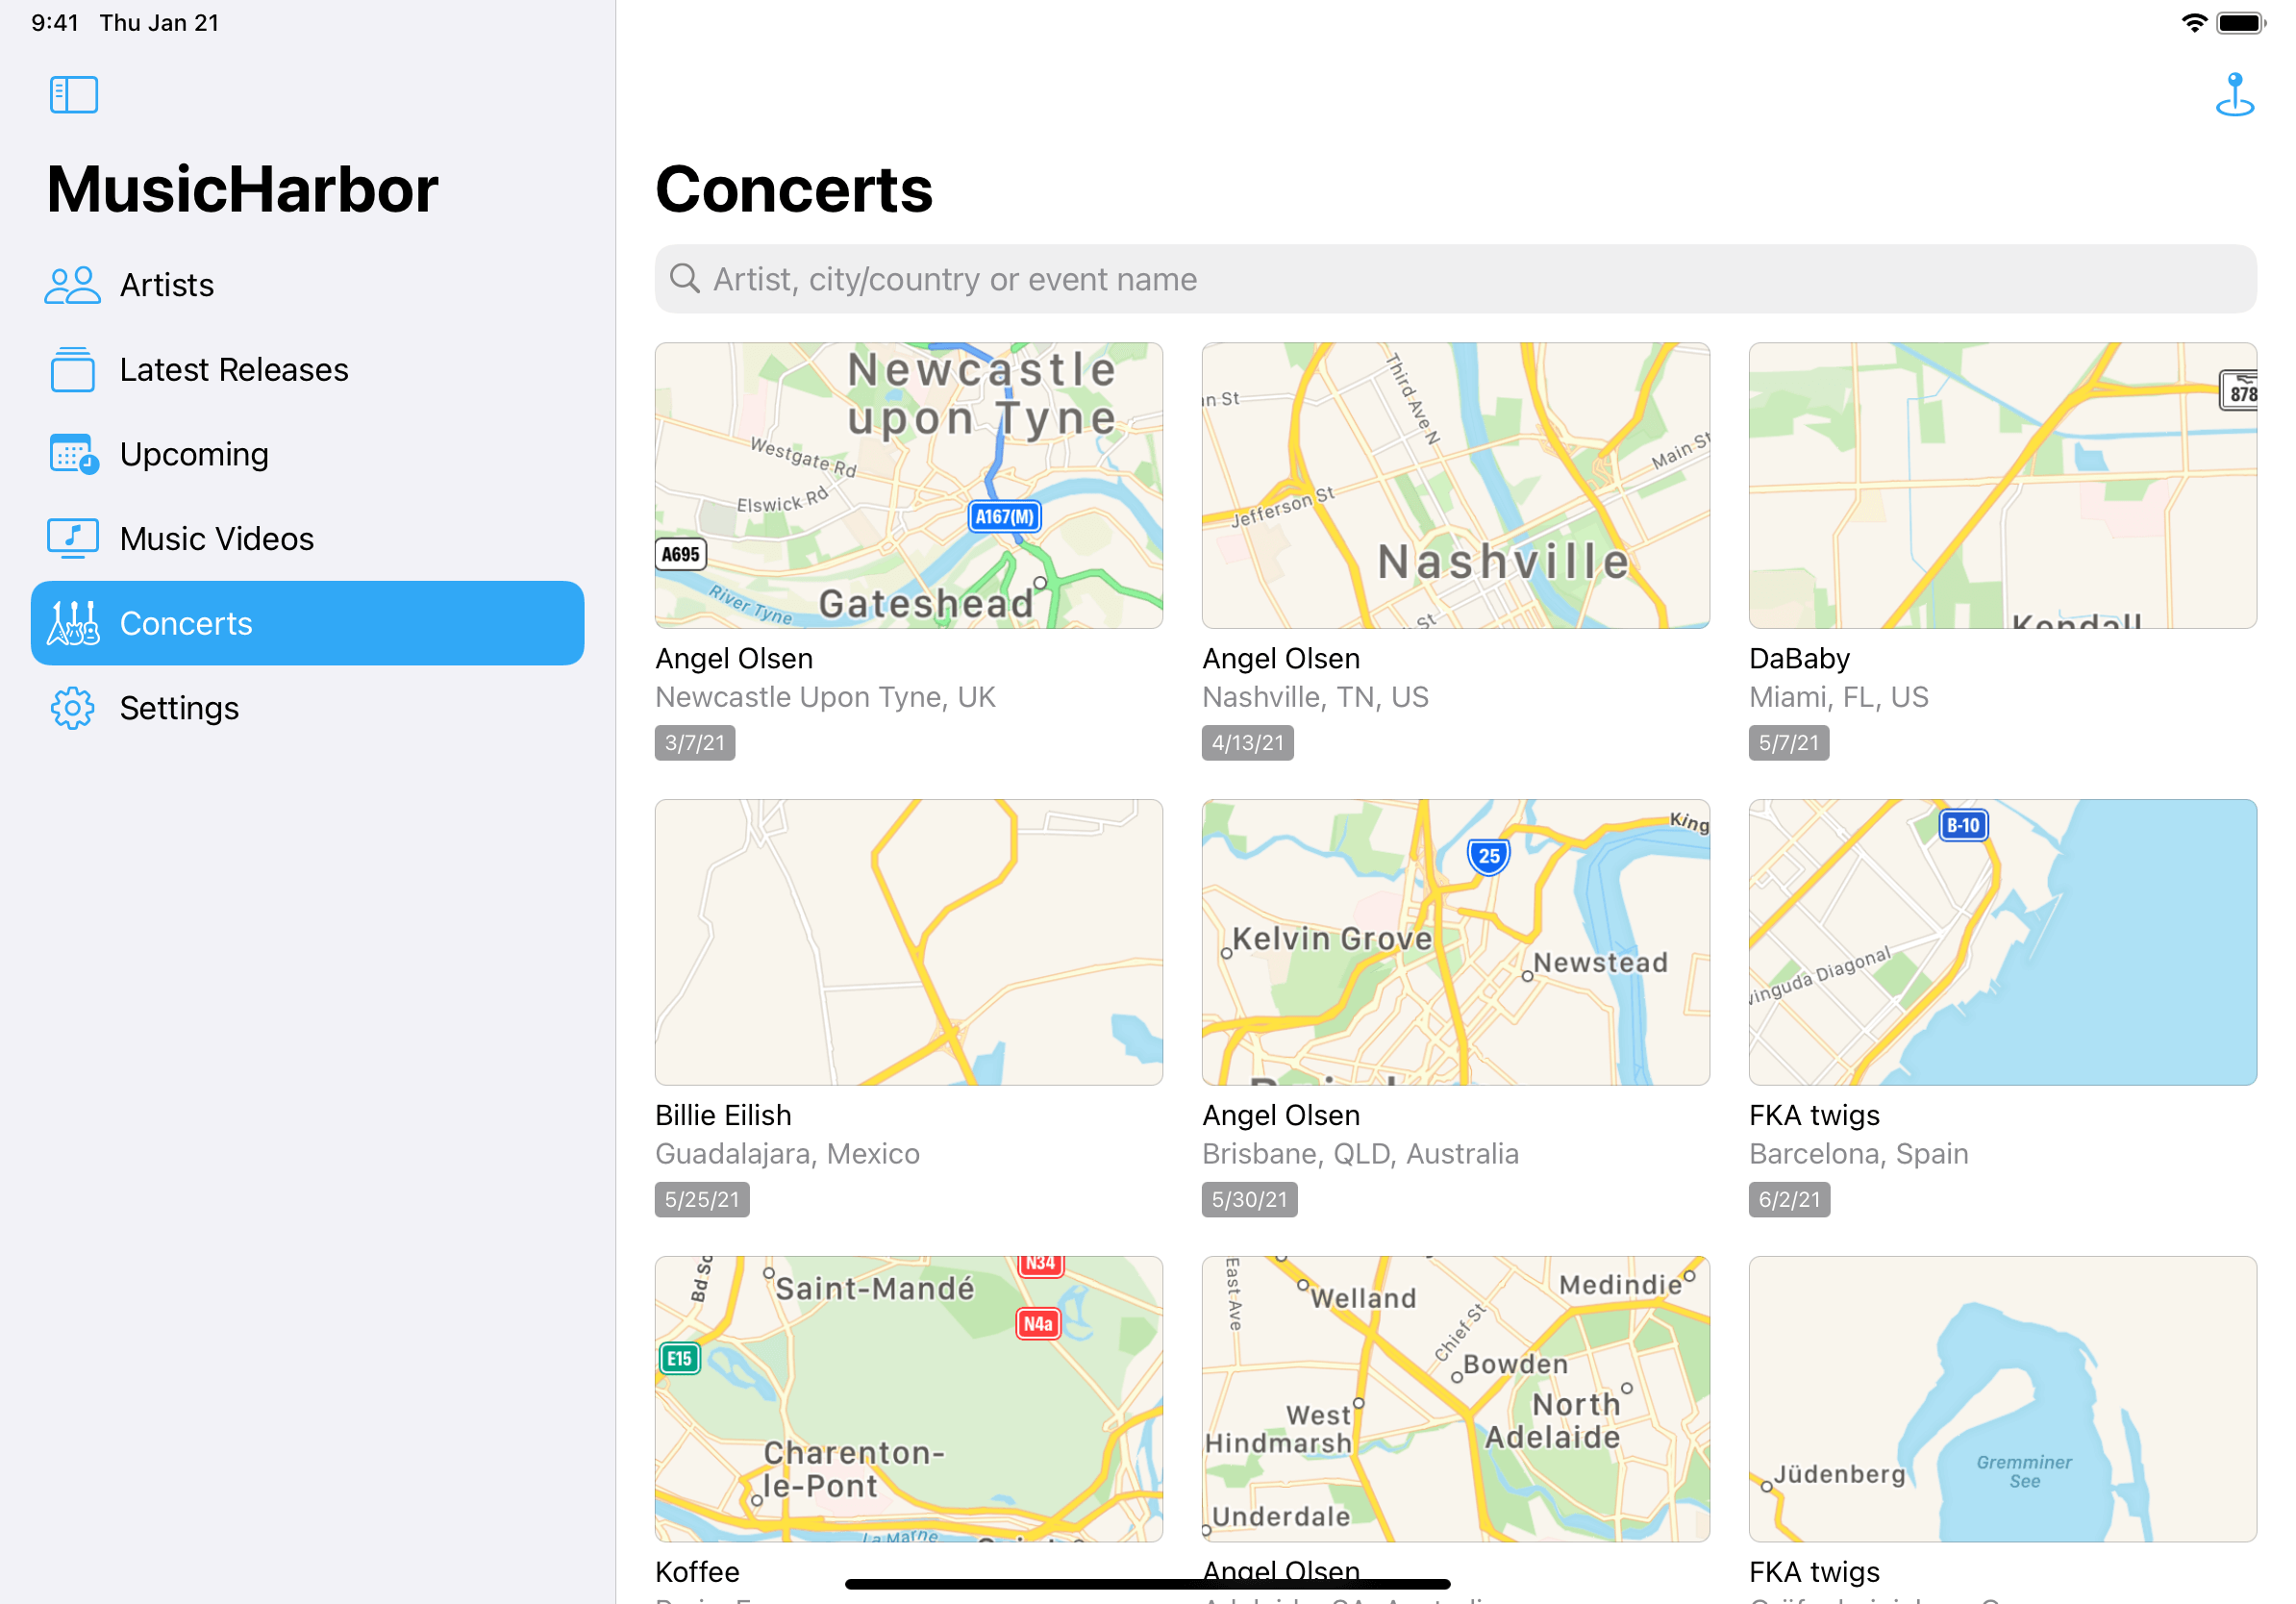 9:41 Thu Jan 21
MusicHarbor
Artists
Latest Releases
Upcoming
Music Videos
Concerts
Settings
Concerts
Artist, city/country or event name
Newcastle
upon Tyne
Westgate Rd
Elswick Rd
A167(M)
A695
River Tyne
Gateshead
Angel Olsen
Newcastle Upon Tyne, UK
3/7/21
Third Ave N
Main St
Jefferson St
Nashville
St
Angel Olsen
Nashville, TN, US
4/13/21
878
Kendall
DaBaby
Miami, FL, US
5/7/21
Billie Eilish
Guadalajara, Mexico
5/25/21
King
25
Kelvin Grove
Newstead
Angel Olsen
Brisbane, QLD, Australia
5/30/21
B-10
Diagonal
FKA twigs
Barcelona, Spain
6/2/21
N34
Saint-Mandé
N4a
E15
Charenton-
le-Pont
La Marne
Koffee
East Ave
Welland
Medindie
Chief St
Bowden
West
Hindmarsh
North
Adelaide
Underdale
Angel Olsen
Jüdenberg
Gremminer
See
FKA twigs